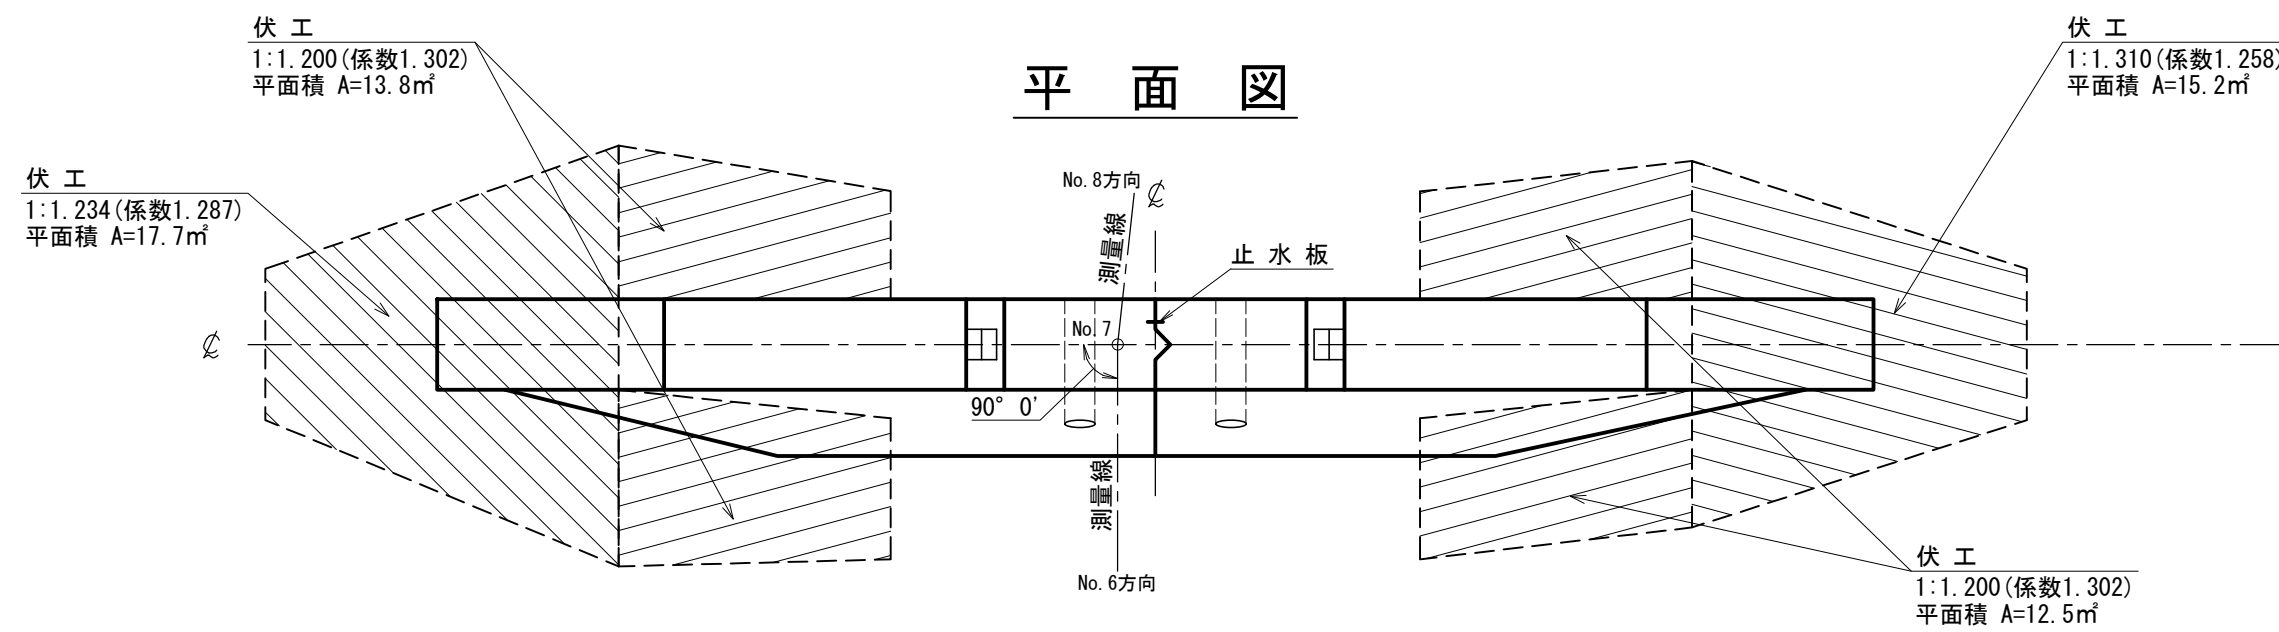 平 面 図
伏 工
1:1.200(係数1.302)
平面積 A=13.8㎡
伏 工
1:1.310(係数1.258)
平面積 A=15.2㎡
伏 工
1:1.234(係数1.287)
平面積 A=17.7㎡
No.8方向
℄
測量線
止 水 板
No.7
℄
90° 0'
測量線
No.6方向
伏 工
1:1.200(係数1.302)
平面積 A=12.5㎡